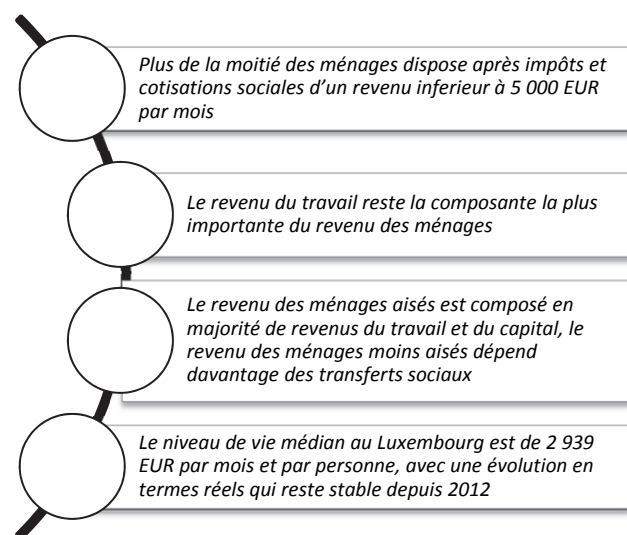 Plus de la moitié des ménages dispose après impôts et
cotisations sociales d'un revenu inferieur à 5 000 EUR
par mois
Le revenu du travail reste la composante la plus
importante du revenu des ménages
Le revenu des ménages aisés est composé en
majorité de revenus du travail et du capital, le
revenu des ménages moins aisés dépend
davantage des transferts sociaux
Le niveau de vie médian au Luxembourg est de 2 939
EUR par mois et par personne, avec une évolution en
termes réels qui reste stable depuis 2012